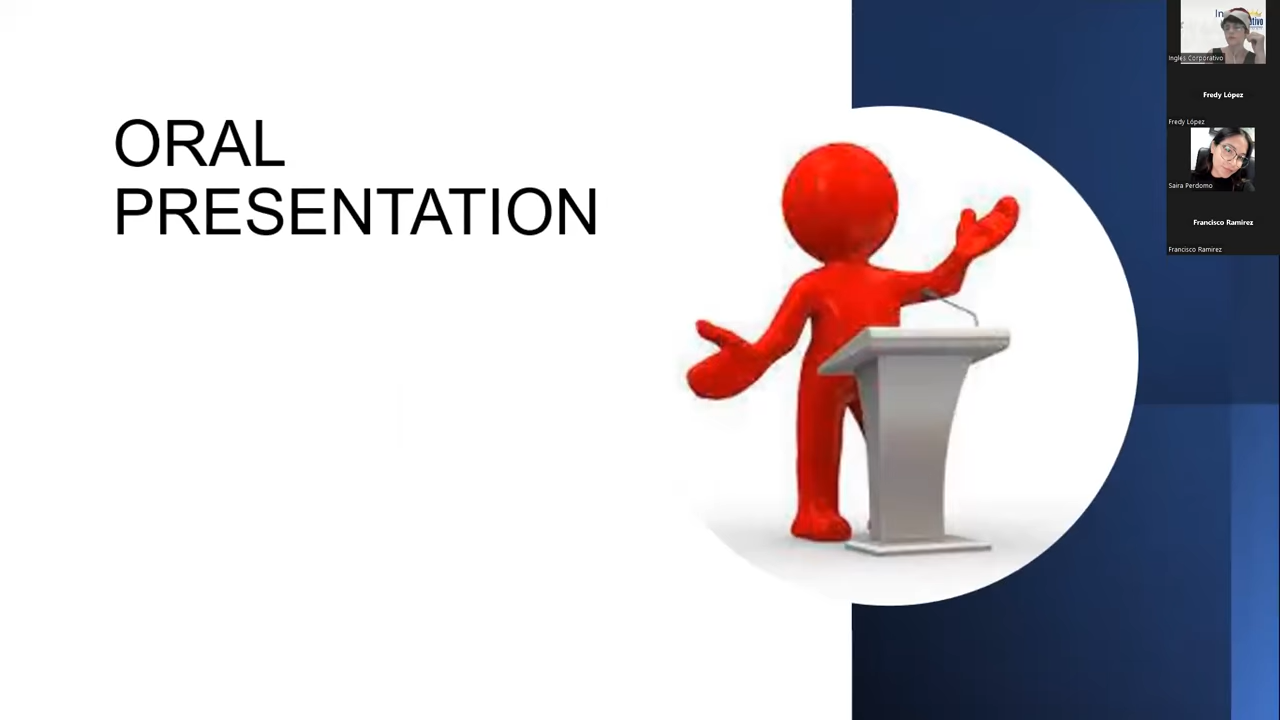 ORAL
PRESENTATION
Ingles Corporativo
Fredy López
Fredy López
Saira Perdomo
Francisco Ramirez
Francisco Ramirez